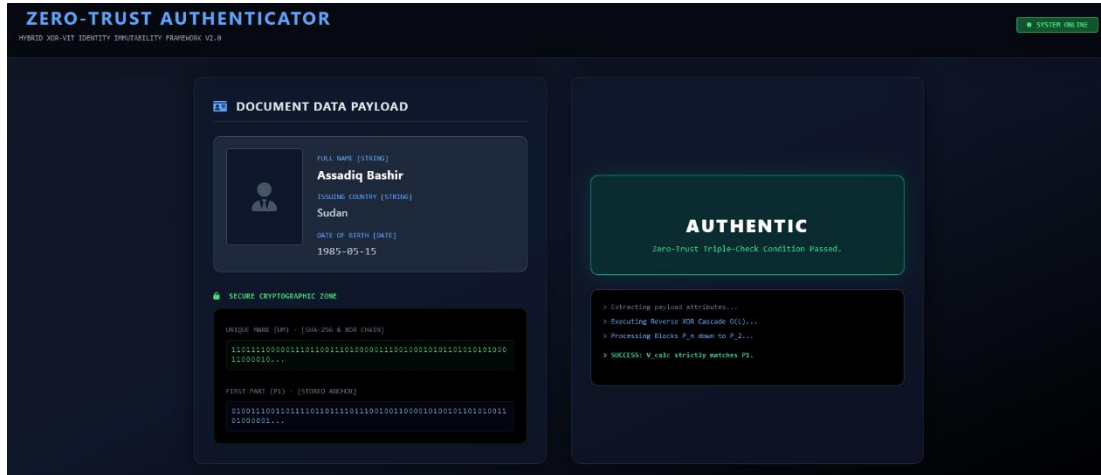 ZERO-TRUST AUTHENTICATOR
HYBRID XOR-VIT IDENTITY IMMUTABILITY FRAMEWORK V2.0
SYSTEM ONLINE
DOCUMENT DATA PAYLOAD
FULL NAME [STRING]
Assadiq Bashir
ISSUING COUNTRY [STRING]
Sudan
DATE OF BIRTH [DATE]
1985-05-15
SECURE CRYPTOGRAPHIC ZONE
UNIQUE MARK (UM) - [SHA-256 & XOR CHAIN]
FIRST PART (P1) - [STORED ANCHOR]
01000001...
AUTHENTIC
Zero-Trust Triple-Check Condition Passed.
> Extracting payload attributes...
> Executing Reverse XOR Cascade O(L)...
> Processing Blocks P_n down to P_2...
> SUCCESS: V_calc strictly matches P1.